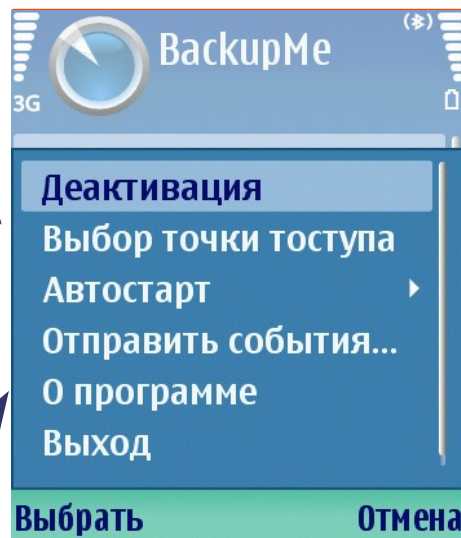 BackupMe
3G
Деактивация
Выбор точки тоступа
Автостарт
Отправить события...
О программе
Выход
Выбрать Отмена